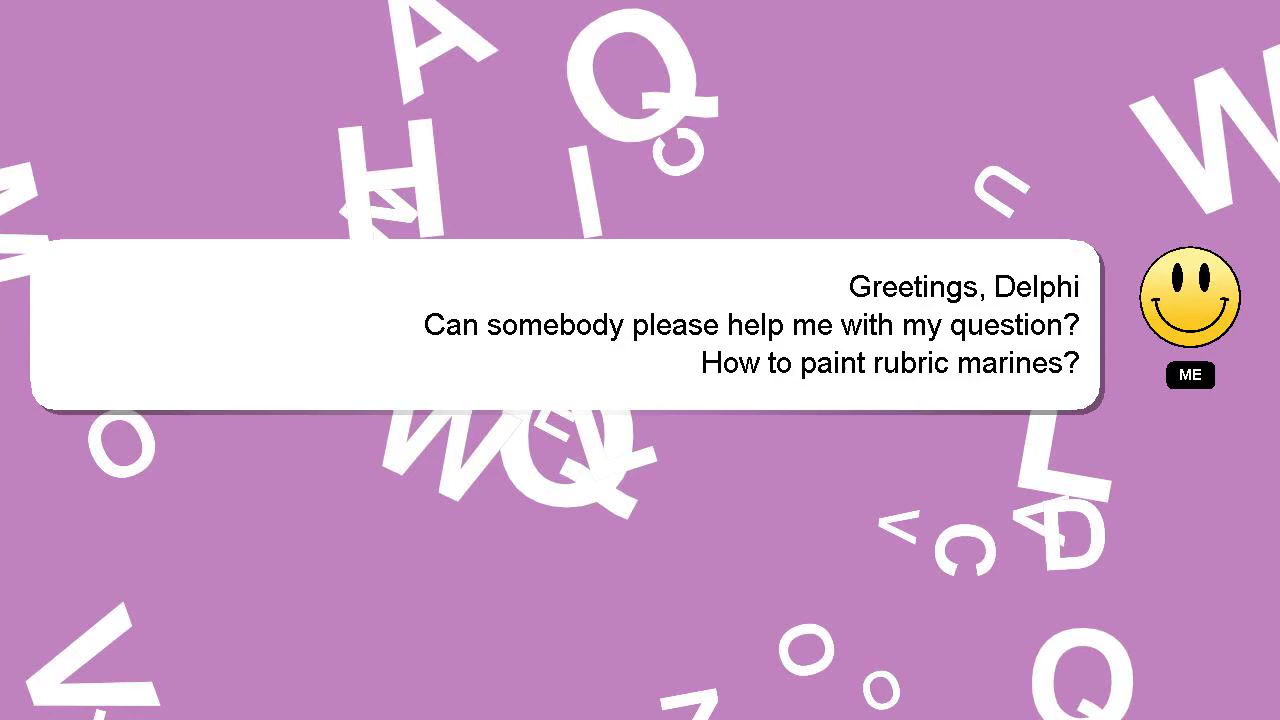 Greetings, Delphi
Can somebody please help me with my question?
How to paint rubric marines?
ME